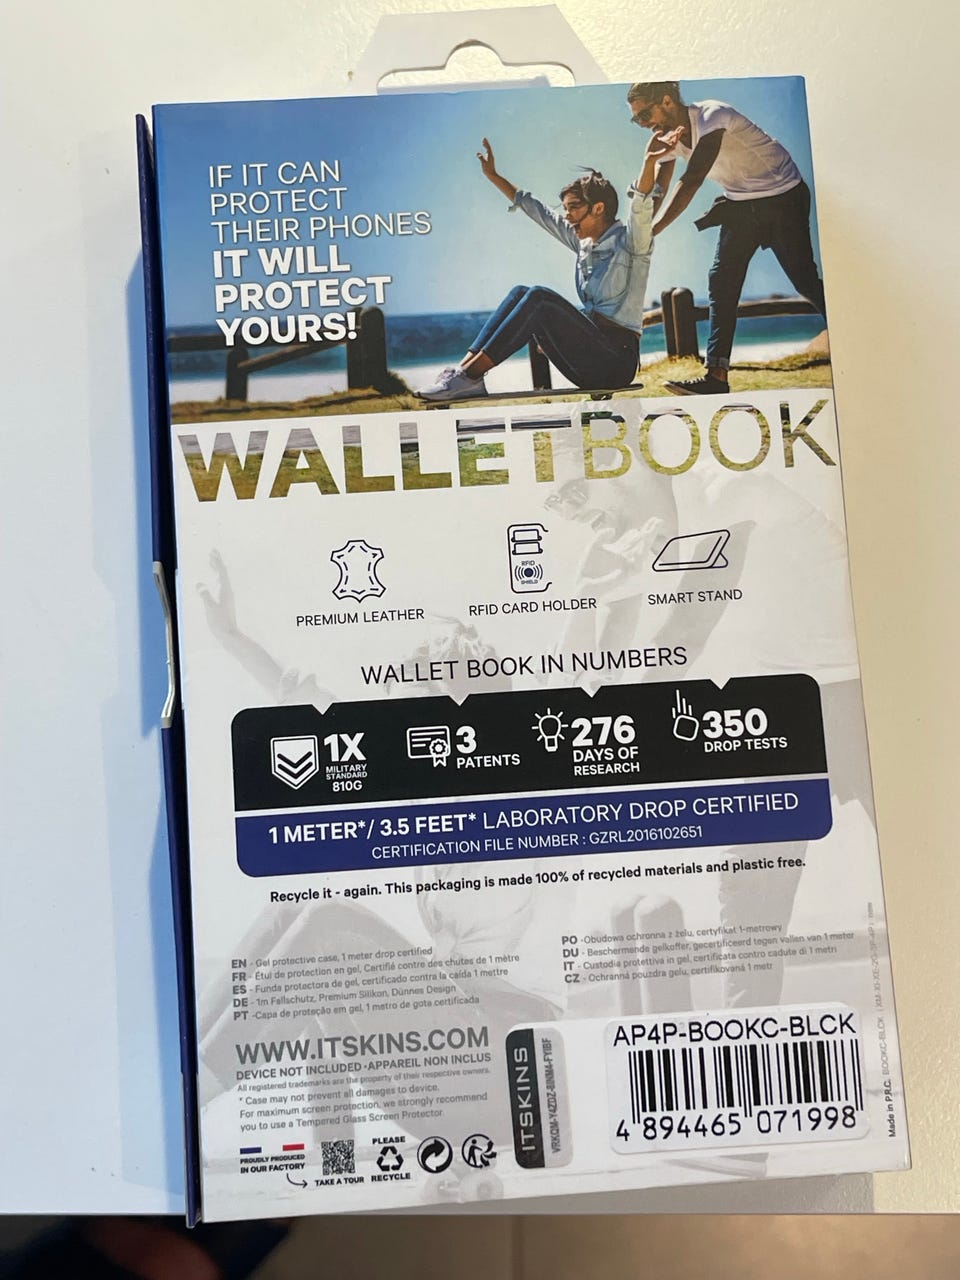 IF IT CAN
PROTECT
THEIR PHONES
IT WILL
PROTECT
YOURS!
WALLETBOOK
RFID
SHIELD
PREMIUM LEATHER
RFID CARD HOLDER
SMART STAND
WALLET BOOK IN NUMBERS
1X
MILITARY
STANDARD
810G
3
PATENTS
276
DAYS OF
RESEARCH
350
DROP TESTS
1 METER*/ 3.5 FEET* LABORATORY DROP CERTIFIED
CERTIFICATION FILE NUMBER : GZRL2016102651
Recycle it - again. This packaging is made 100% of recycled materials and plastic free.
EN - Gel protective case, 1 meter drop certified
FR - Étui de protection en gel, Certifié contre des chutes de 1 mètre
ES - Funda protectora de gel, certificado contra la caida 1 mettre
DE - 1m Fallschutz, Premium Silikon, Dünnes Design
PT -Capa de proteção em gel, 1 metro de gota certificada
PO -Obudowa ochronna z żelu, certyfikat 1-metrowy
DU - Beschermende gelkoffer, gecertificeerd tegen vallen van 1 meter
IT - Custodia protettiva in gel, certificata contro cadute di 1 metri
CZ - Ochranná pouzdra gelu, certifikovaná 1 metr
WWW.ITSKINS.COM
DEVICE NOT INCLUDED-APPAREIL NON INCLUS
All registered trademarks are the property of their respective owners.
* Case may not prevent all damages to device.
For maximum screen protection, we strongly recommend
you to use a Tempered Glass Screen Protector
PROUDLY PRODUCED
IN OUR FACTORY
TAKE A TOUR
PLEASE
RECYCLE
ITSKINS
AP4P-BOOKC-BLCK
4 894465 071998
Made in P.R.C.